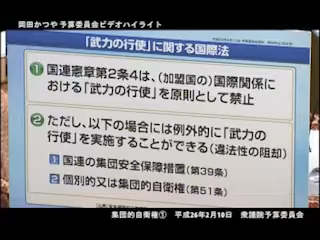 岡田かつや 予算委員会ビデオハイライト
「武力の行使」に関する国際法
1 国連憲章第2条4は、(加盟国の)国際関係に
おける「武力の行使」を原則として禁止
2 ただし、以下の場合には例外的に「武力の
行使」を実施することができる(違法性の阻却)
1 国連の集団安全保障措置(第39条)
2 個別的又は集団的自衛権(第51条)
集団的自衛権① 平成26年2月10日 衆議院予算委員会